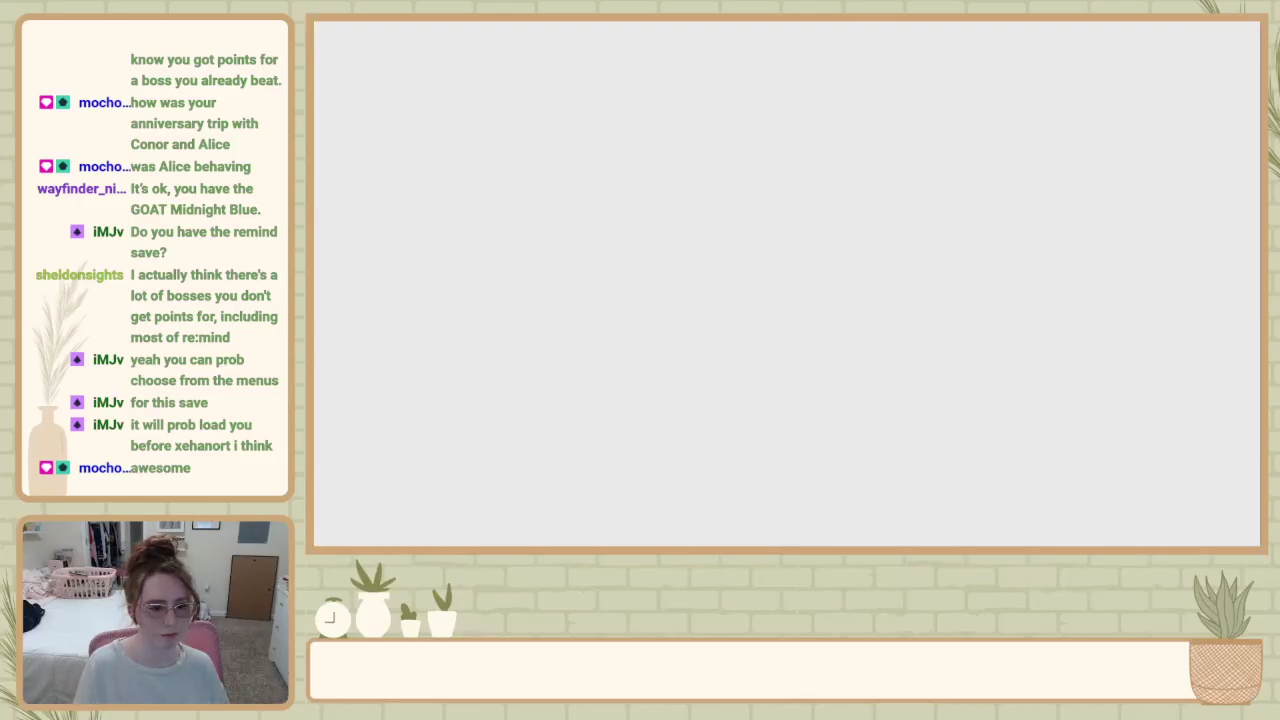 know you got points for
a boss you already beat.
mocho... how was your
anniversary trip with
Conor and Alice
mocho... was Alice behaving
wayfinder_ni... It's ok, you have the
GOAT Midnight Blue.
iMJv Do you have the remind
save?
sheldonsights I actually think there's a
lot of bosses you don't
get points for, including
most of re:mind
iMJv yeah you can prob
choose from the menus
iMJv for this save
iMJv it will prob load you
before xehanort i think
mocho... awesome